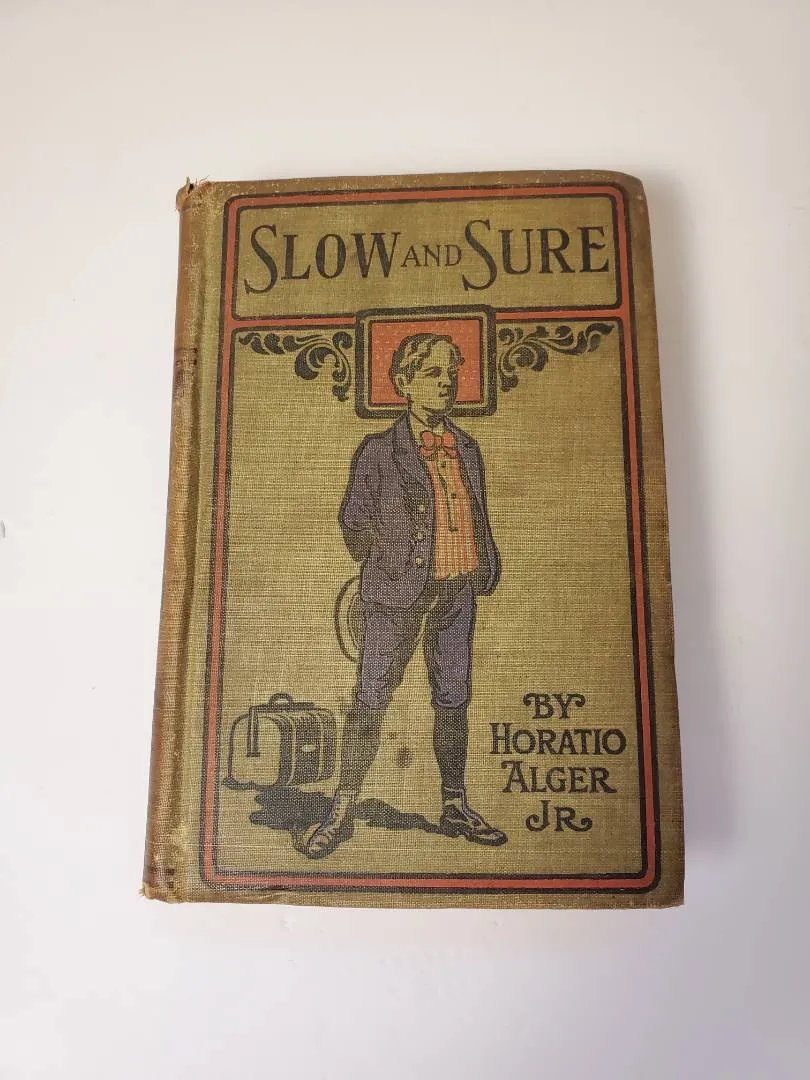 SLOW AND SURE
BY
HORATIO
ALGER
JR